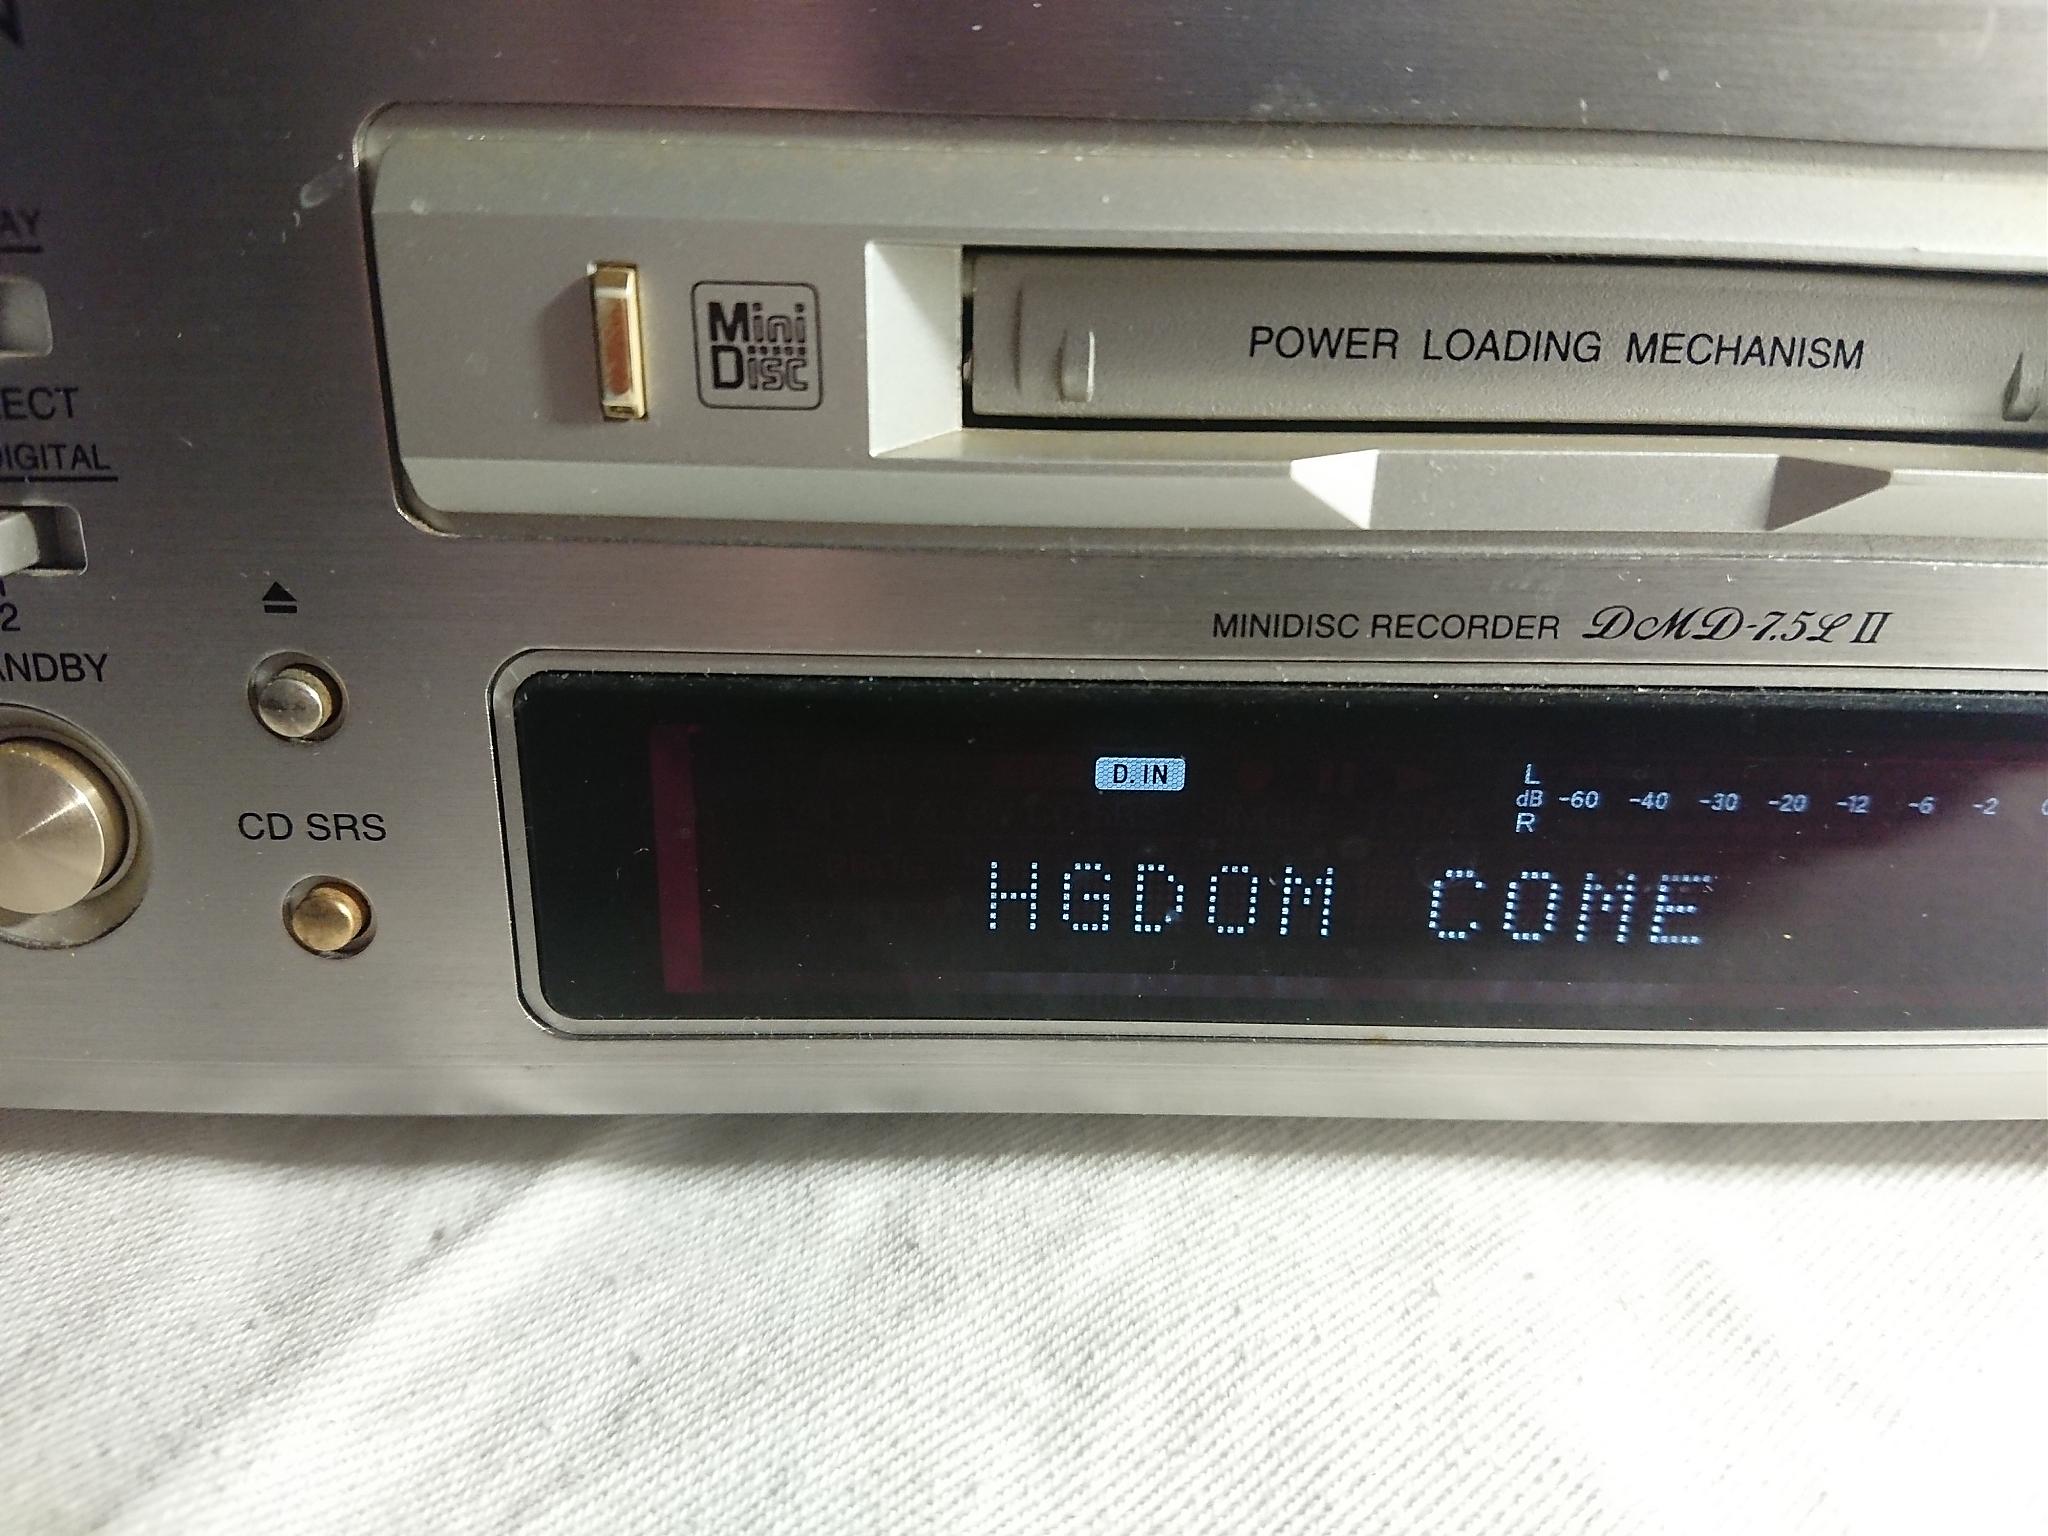 N
AY
Mini
Disc
POWER LOADING MECHANISM
ECT
DIGITAL
2
ANDBY
MINIDISC RECORDER DMD-7.5L II
CD SRS
D. IN
L
dB -60 -40 -30 -20 -12 -6 -2 0
R
HGDOM COME